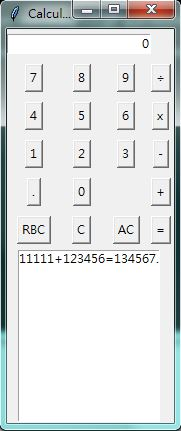 Calcul...
0
7 8 9 ÷
4 5 6 x
1 2 3 -
. 0 +
RBC C AC =
11111+123456=134567.